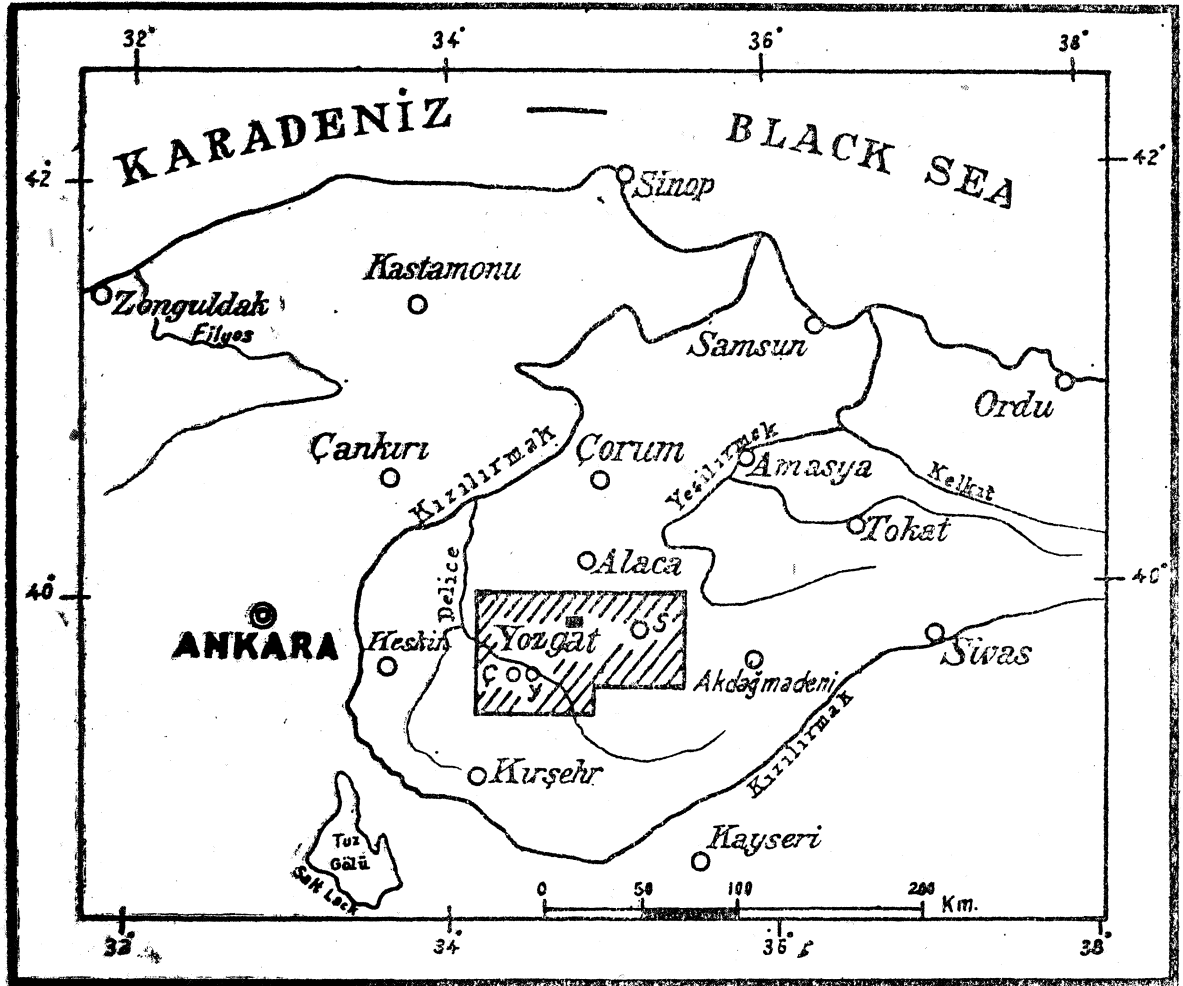 32° 34° 36° 38°
KARADENİZ — BLACK SEA
42° 42°
Sinop
Kastamonu
Zonguldak
Filyos
Samsun
Ordu
Çankırı
Kızılırmak
Çorum
Yeşilırmak
Amasya
Kelkit
Tokat
Alaca
Delice
40° 40°
ANKARA
Keskin
Yozgat
S
Ç
Y
Akdağmadeni
Sivas
Kızılırmak
Kırşehr
Tuz
Gölü
Salt Lack
Kayseri
0 50 100 200 Km.
32° 34° 36° 38°